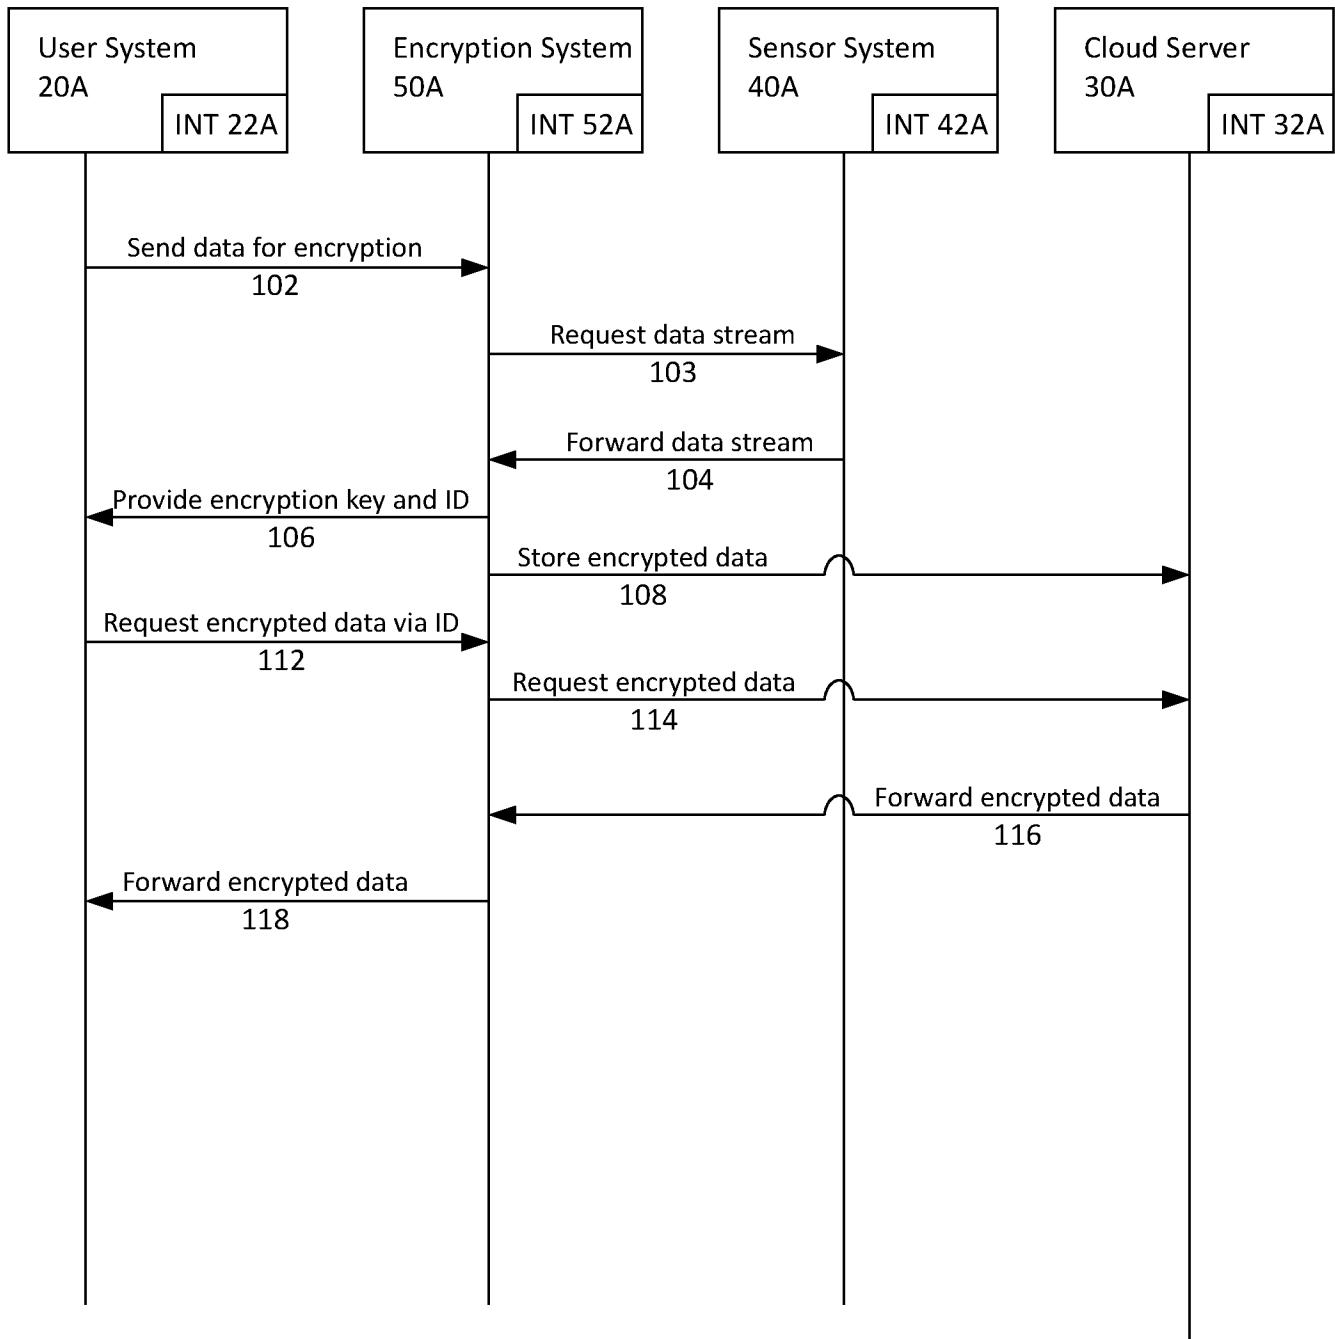 User System
20A
INT 22A
Encryption System
50A
INT 52A
Sensor System
40A
INT 42A
Cloud Server
30A
INT 32A
Send data for encryption
102
Request data stream
103
Forward data stream
104
Provide encryption key and ID
106
Store encrypted data
108
Request encrypted data via ID
112
Request encrypted data
114
Forward encrypted data
116
Forward encrypted data
118